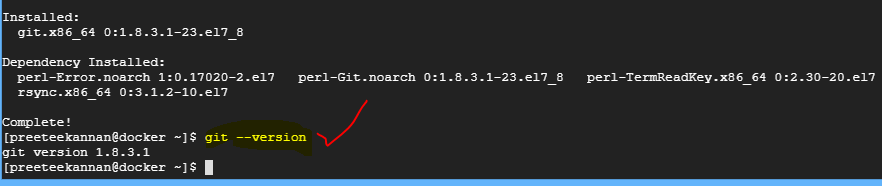 Installed:
git.x86_64 0:1.8.3.1-23.el7_8
Dependency Installed:
perl-Error.noarch 1:0.17020-2.el7 perl-Git.noarch 0:1.8.3.1-23.el7_8 perl-TermReadKey.x86_64 0:2.30-20.el7
rsync.x86_64 0:3.1.2-10.el7
Complete!
[preeteekannan@docker ~]$ git --version
git version 1.8.3.1
[preeteekannan@docker ~]$